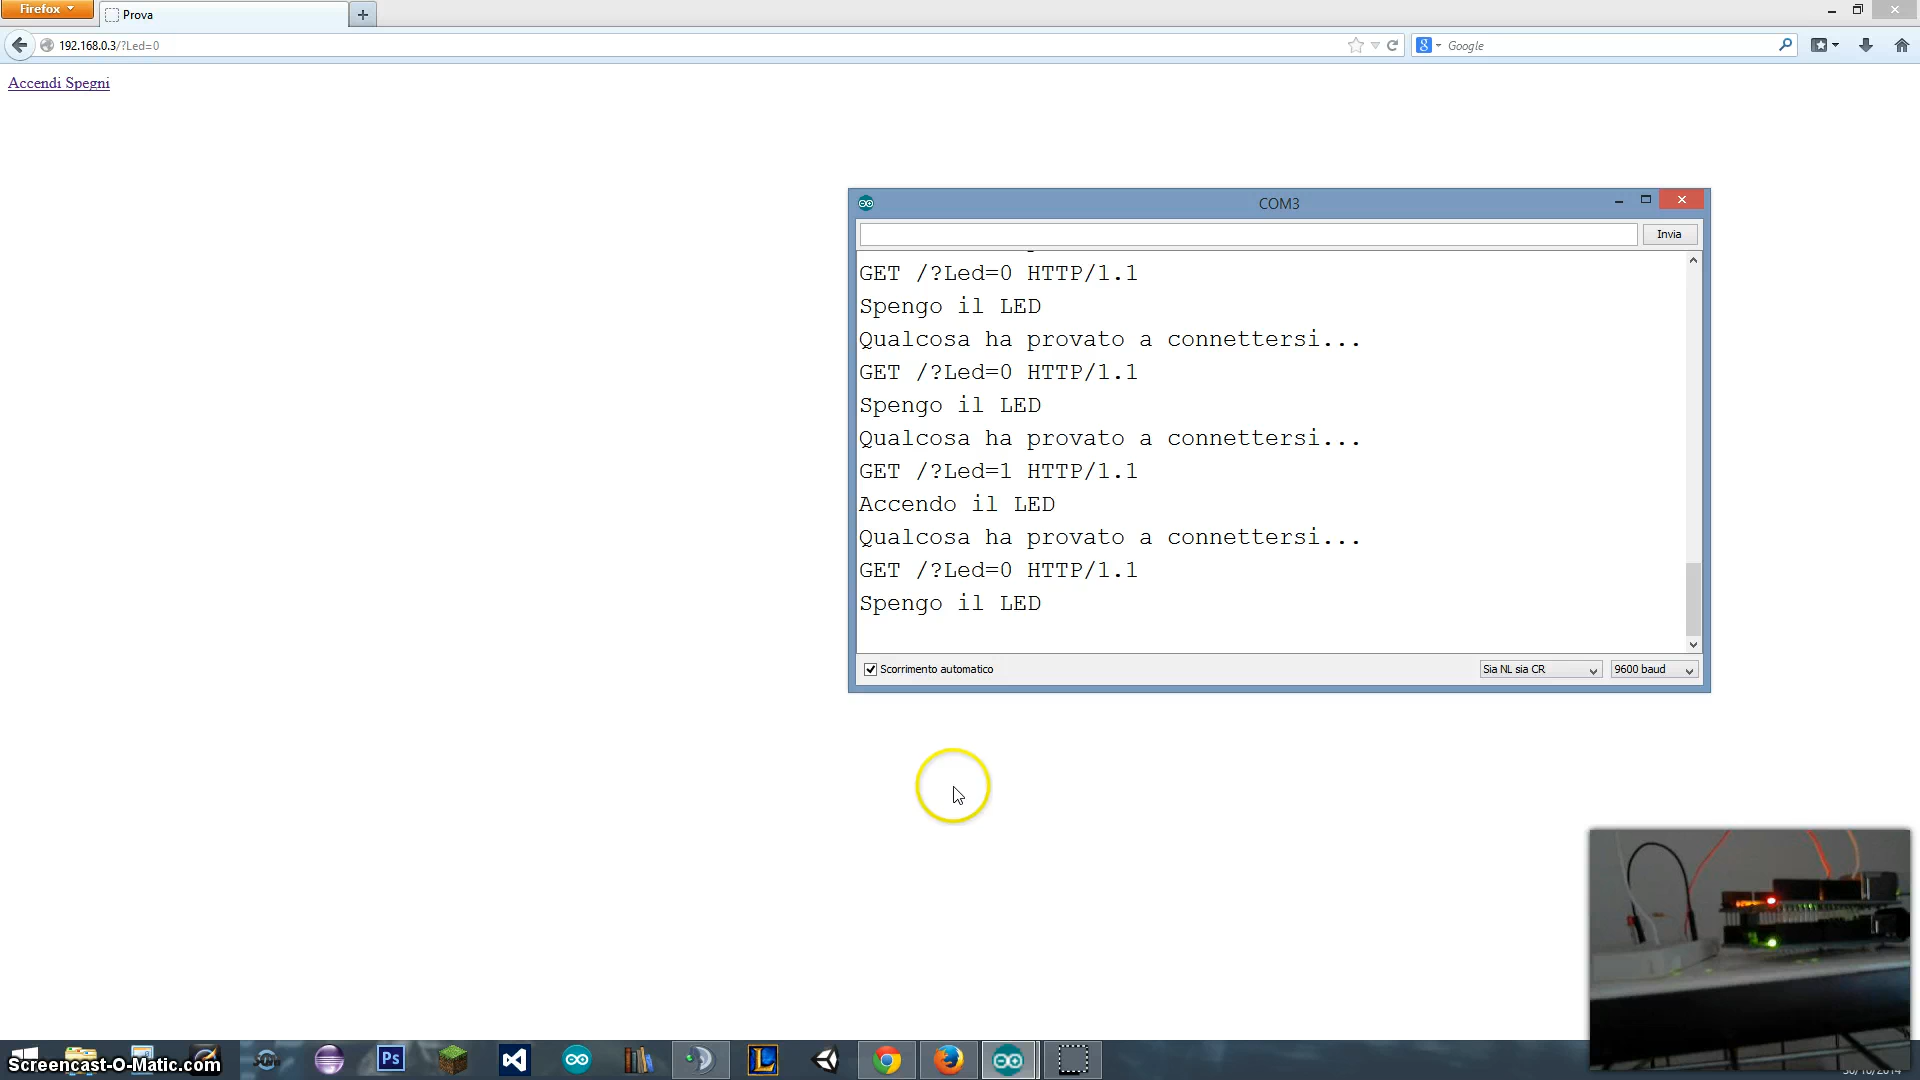 Firefox
Prova
192.168.0.3/?Led=0
Google
Accendi Spegni
COM3
Invia
GET /?Led=0 HTTP/1.1
Spengo il LED
Qualcosa ha provato a connettersi...
GET /?Led=0 HTTP/1.1
Spengo il LED
Qualcosa ha provato a connettersi...
GET /?Led=1 HTTP/1.1
Accendo il LED
Qualcosa ha provato a connettersi...
GET /?Led=0 HTTP/1.1
Spengo il LED
Scorrimento automatico
Sia NL sia CR
9600 baud
Ps
Screencast-O-Matic.com